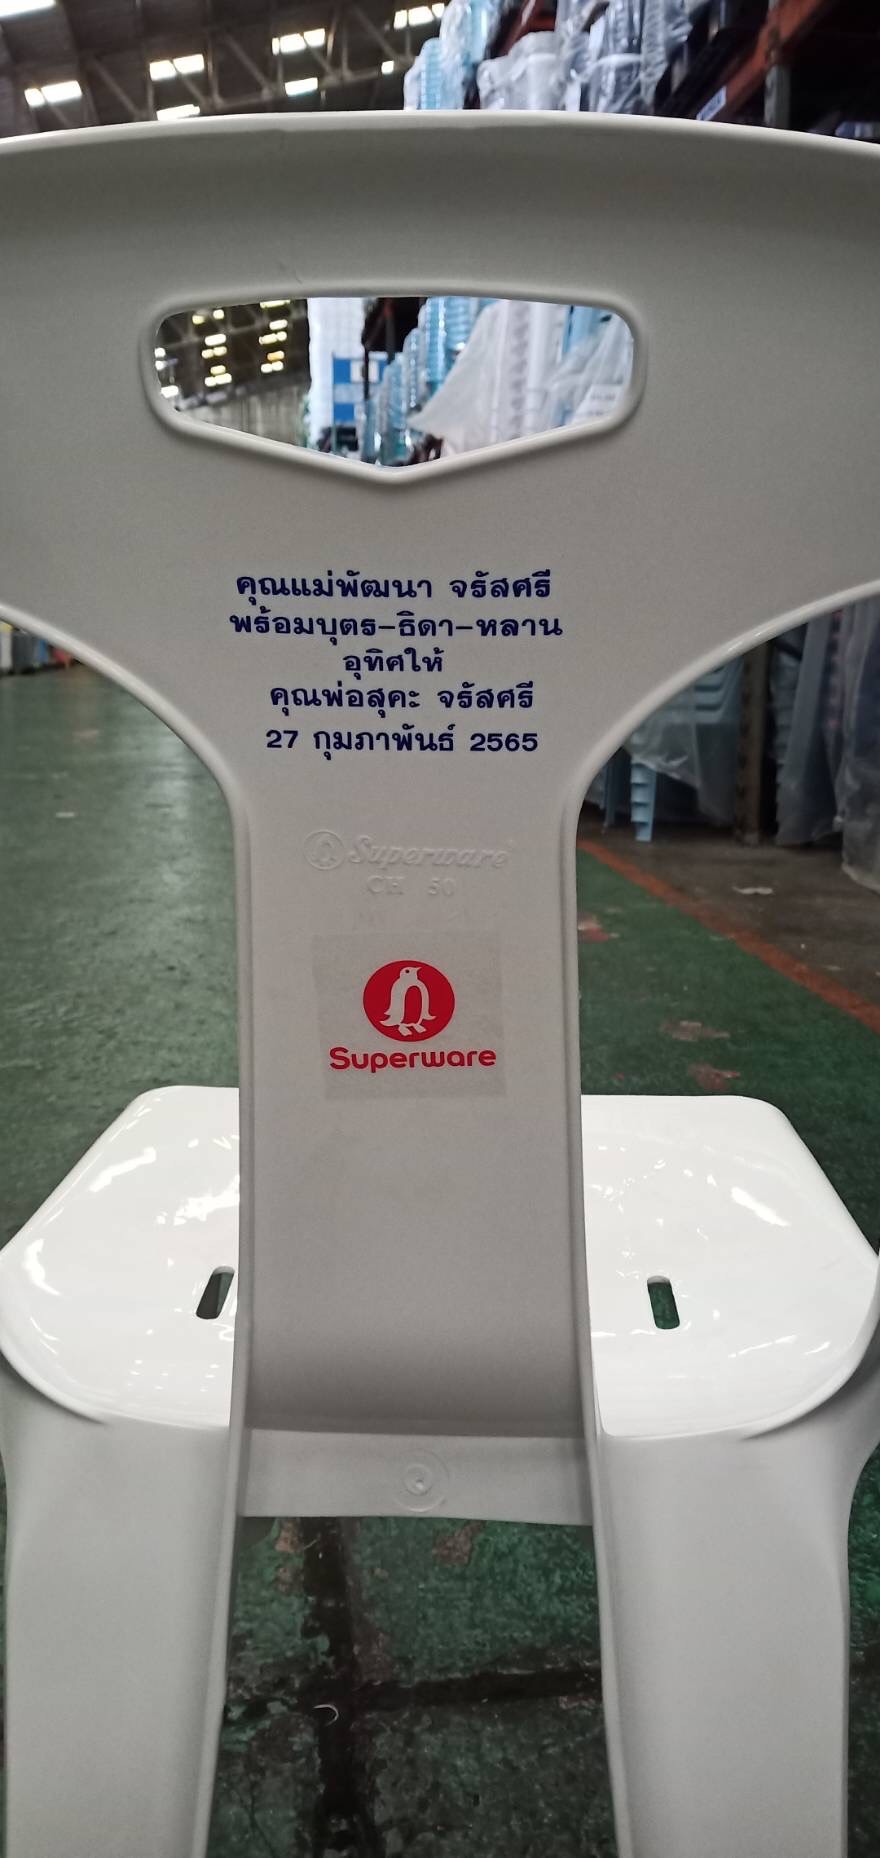 คุณแม่พัฒนา จรัสศรี
พร้อมบุตร-ธิดา-หลาน
อุทิศให้
คุณพ่อสุคะ จรัสศรี
27 กุมภาพันธ์ 2565
Superware
CH 50
Superware